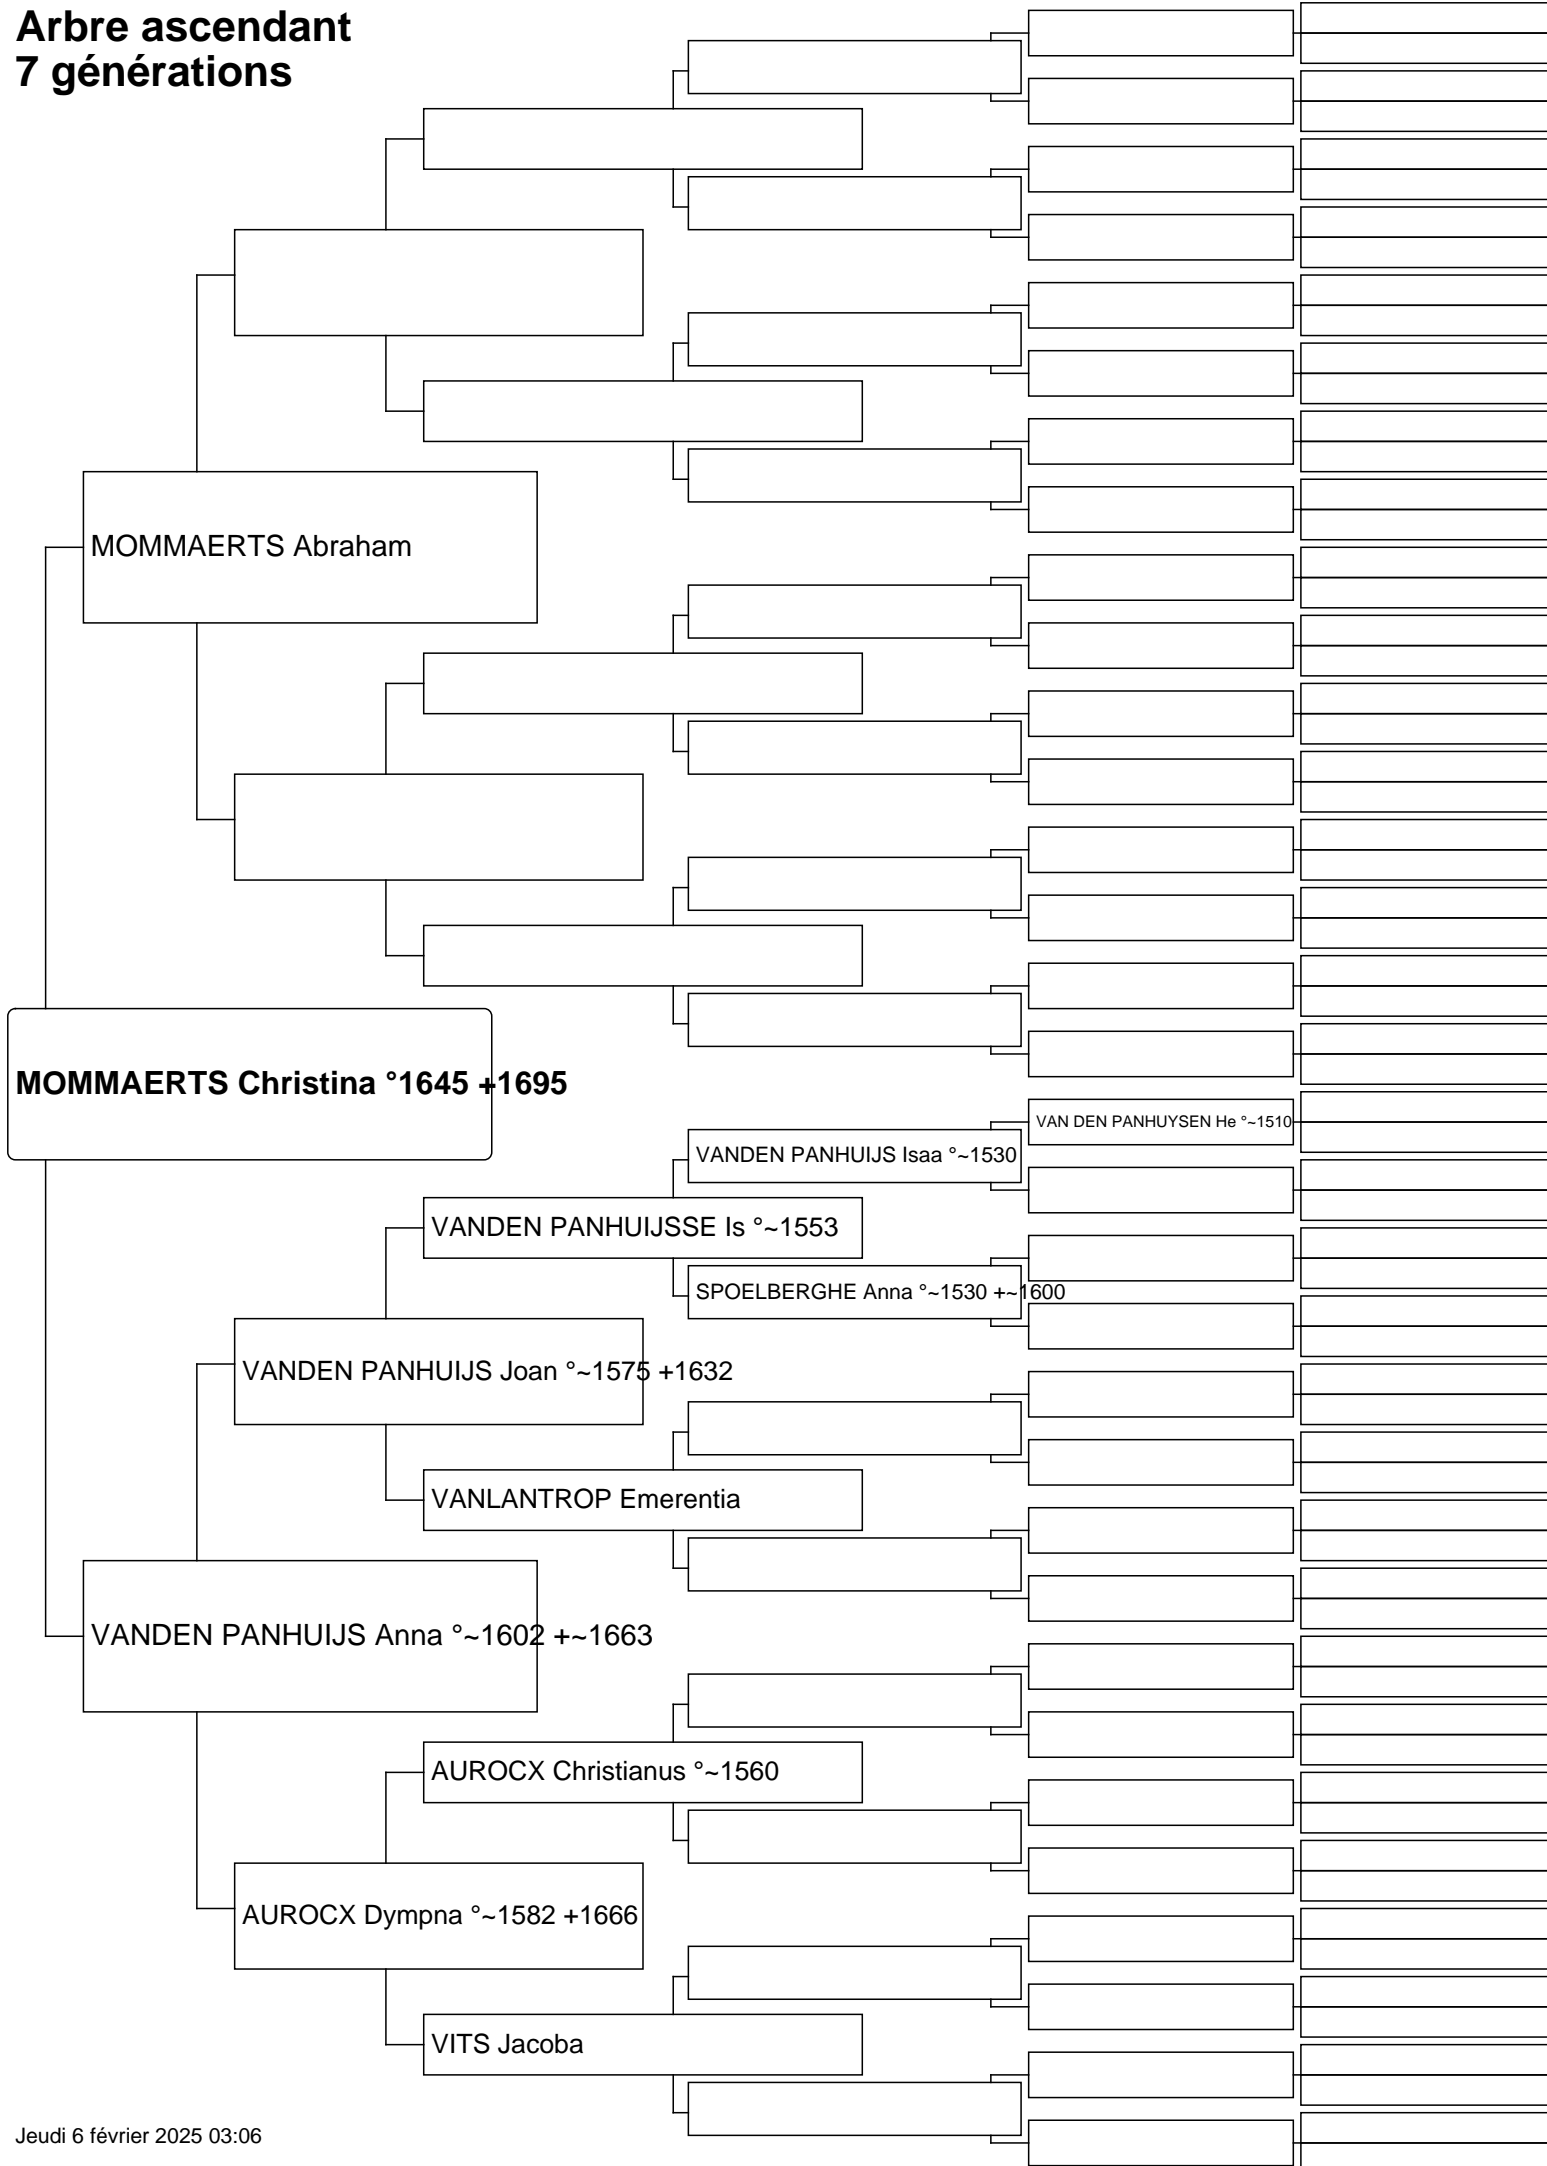 Arbre ascendant
7 générations
MOMMAERTS Abraham
MOMMAERTS Christina °1645 +1695
VAN DEN PANHUYSEN He °~1510
VANDEN PANHUIJS Isaa °~1530
VANDEN PANHUIJSSE Is °~1553
SPOELBERGHE Anna °~1530 +~1600
VANDEN PANHUIJS Joan °~1575 +1632
VANLANTROP Emerentia
VANDEN PANHUIJS Anna °~1602 +~1663
AUROCX Christianus °~1560
AUROCX Dympna °~1582 +1666
VITS Jacoba
Jeudi 6 février 2025 03:06